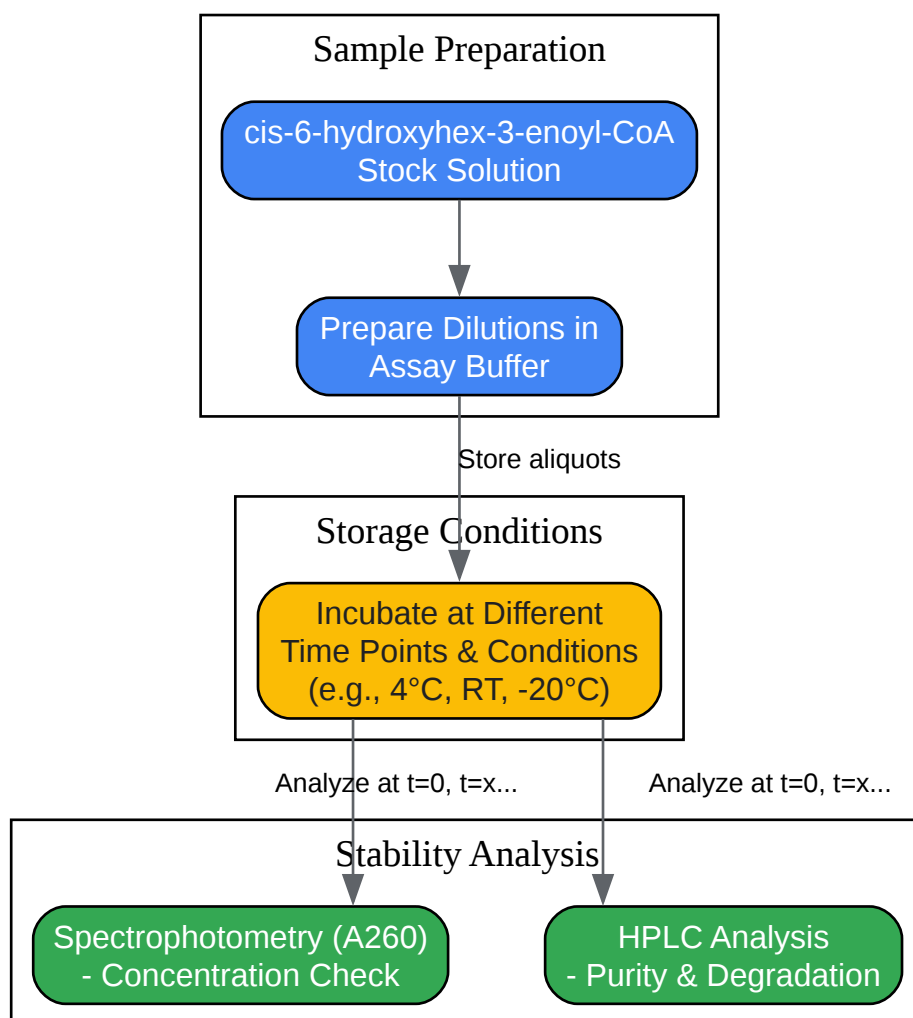 Sample Preparation
cis-6-hydroxyhex-3-enoyl-CoA
Stock Solution
Prepare Dilutions in
Assay Buffer
Store aliquots
Storage Conditions
Incubate at Different
Time Points & Conditions
(e.g., 4°C, RT, -20°C)
Analyze at t=0, t=x...
Analyze at t=0, t=x...
Stability Analysis
Spectrophotometry (A260)
- Concentration Check
HPLC Analysis
- Purity & Degradation